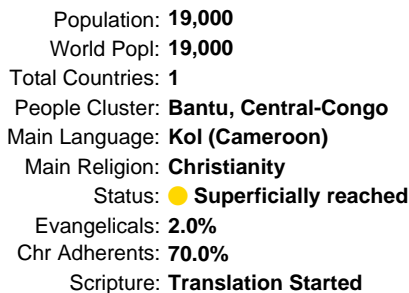 Population: 19,000
World Popl: 19,000
Total Countries: 1
People Cluster: Bantu, Central-Congo
Main Language: Kol (Cameroon)
Main Religion: Christianity
Status: Superficially reached
Evangelicals: 2.0%
Chr Adherents: 70.0%
Scripture: Translation Started